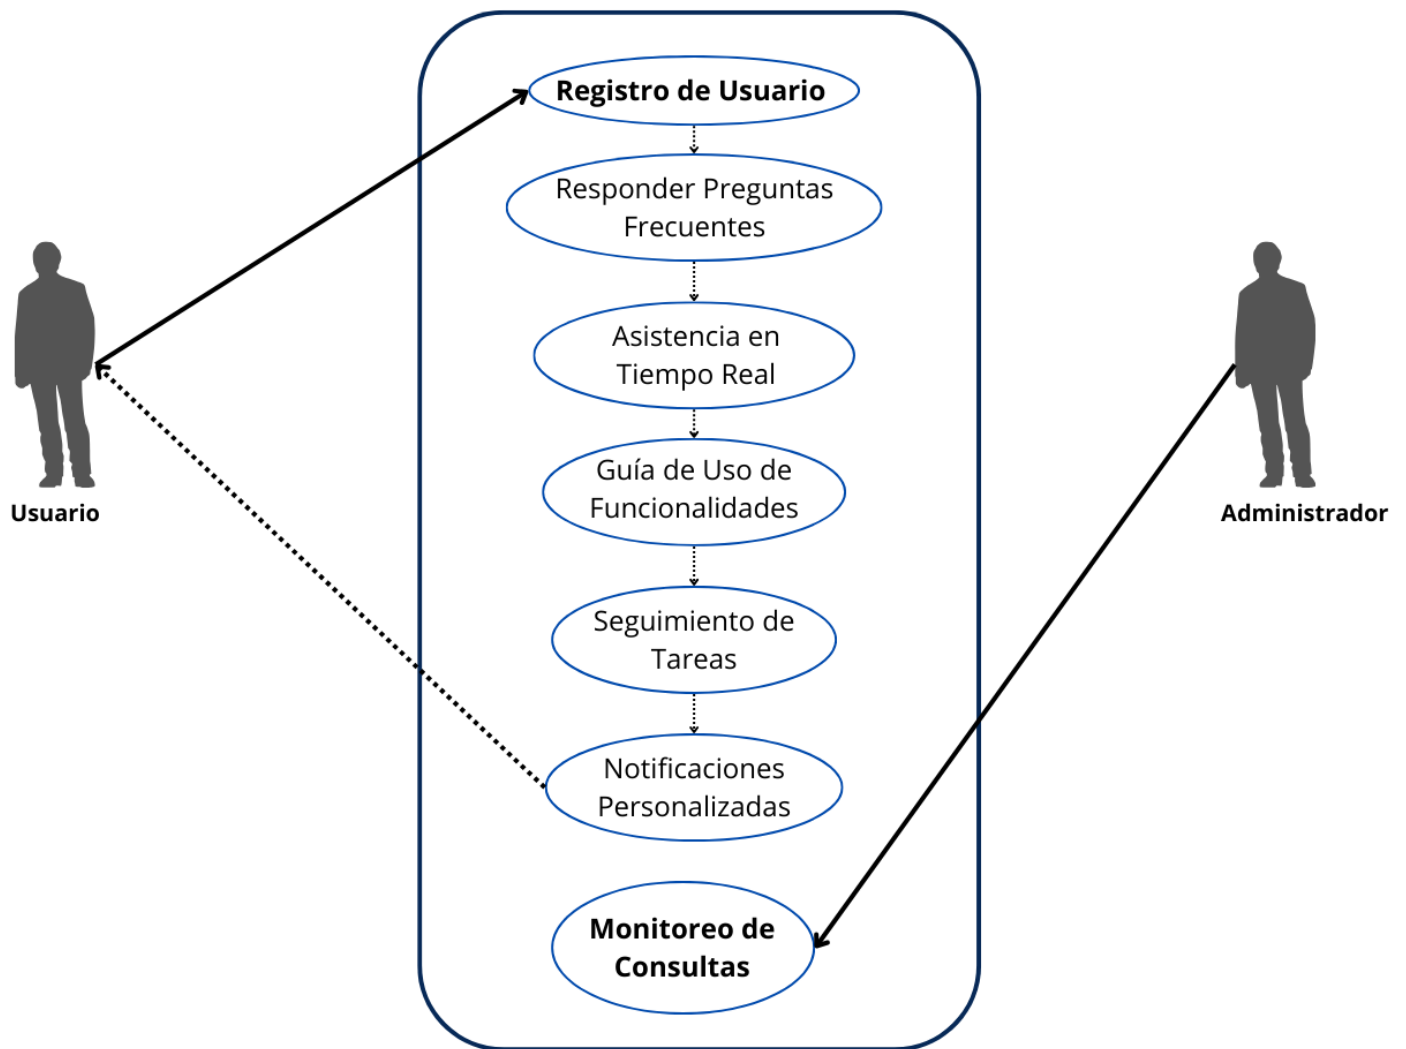 Registro de Usuario
Responder Preguntas
Frecuentes
Asistencia en
Tiempo Real
Guía de Uso de
Funcionalidades
Usuario
Administrador
Seguimiento de
Tareas
Notificaciones
Personalizadas
Monitoreo de
Consultas